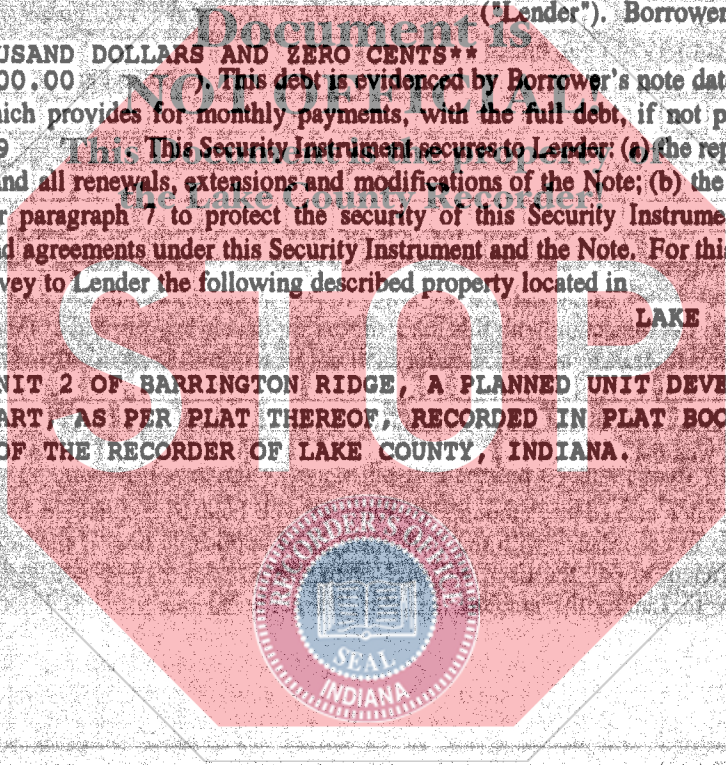 ("Lender"). Borrower
Document is
USAND DOLLARS AND ZERO CENTS**
00.00 ). This debt is evidenced by Borrower's note dat
NOT OFFICIAL!
ich provides for monthly payments, with the full debt, if not p
9 This Security Instrument secures to Lender: (a) the rep
This Document is the property of
nd all renewals, extensions and modifications of the Note; (b) the
the Lake County Recorder!
r paragraph 7 to protect the security of this Security Instrume
d agreements under this Security Instrument and the Note. For thi
vey to Lender the following described property located in
LAKE
STOP
NIT 2 OF BARRINGTON RIDGE, A PLANNED UNIT DEVE
ART, AS PER PLAT THEREOF, RECORDED IN PLAT BOO
OF THE RECORDER OF LAKE COUNTY, INDIANA.
RECORDER'S OFFICE
SEAL
INDIANA